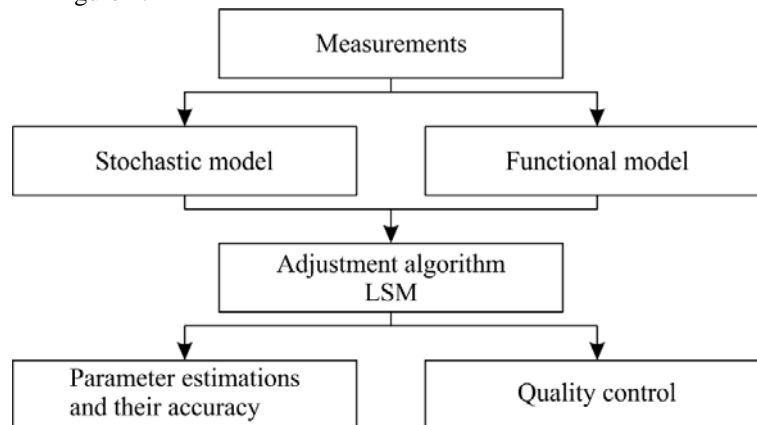 Measurements
Stochastic model
Functional model
Adjustment algorithm
LSM
Parameter estimations
and their accuracy
Quality control